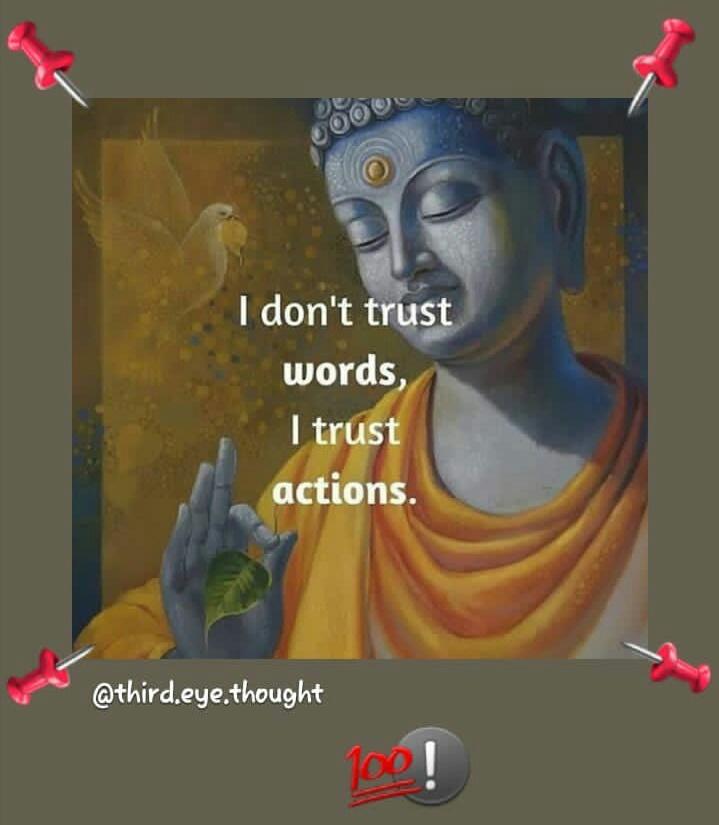 I don't trust
words,
I trust
actions.
@third.eye.thought
100!